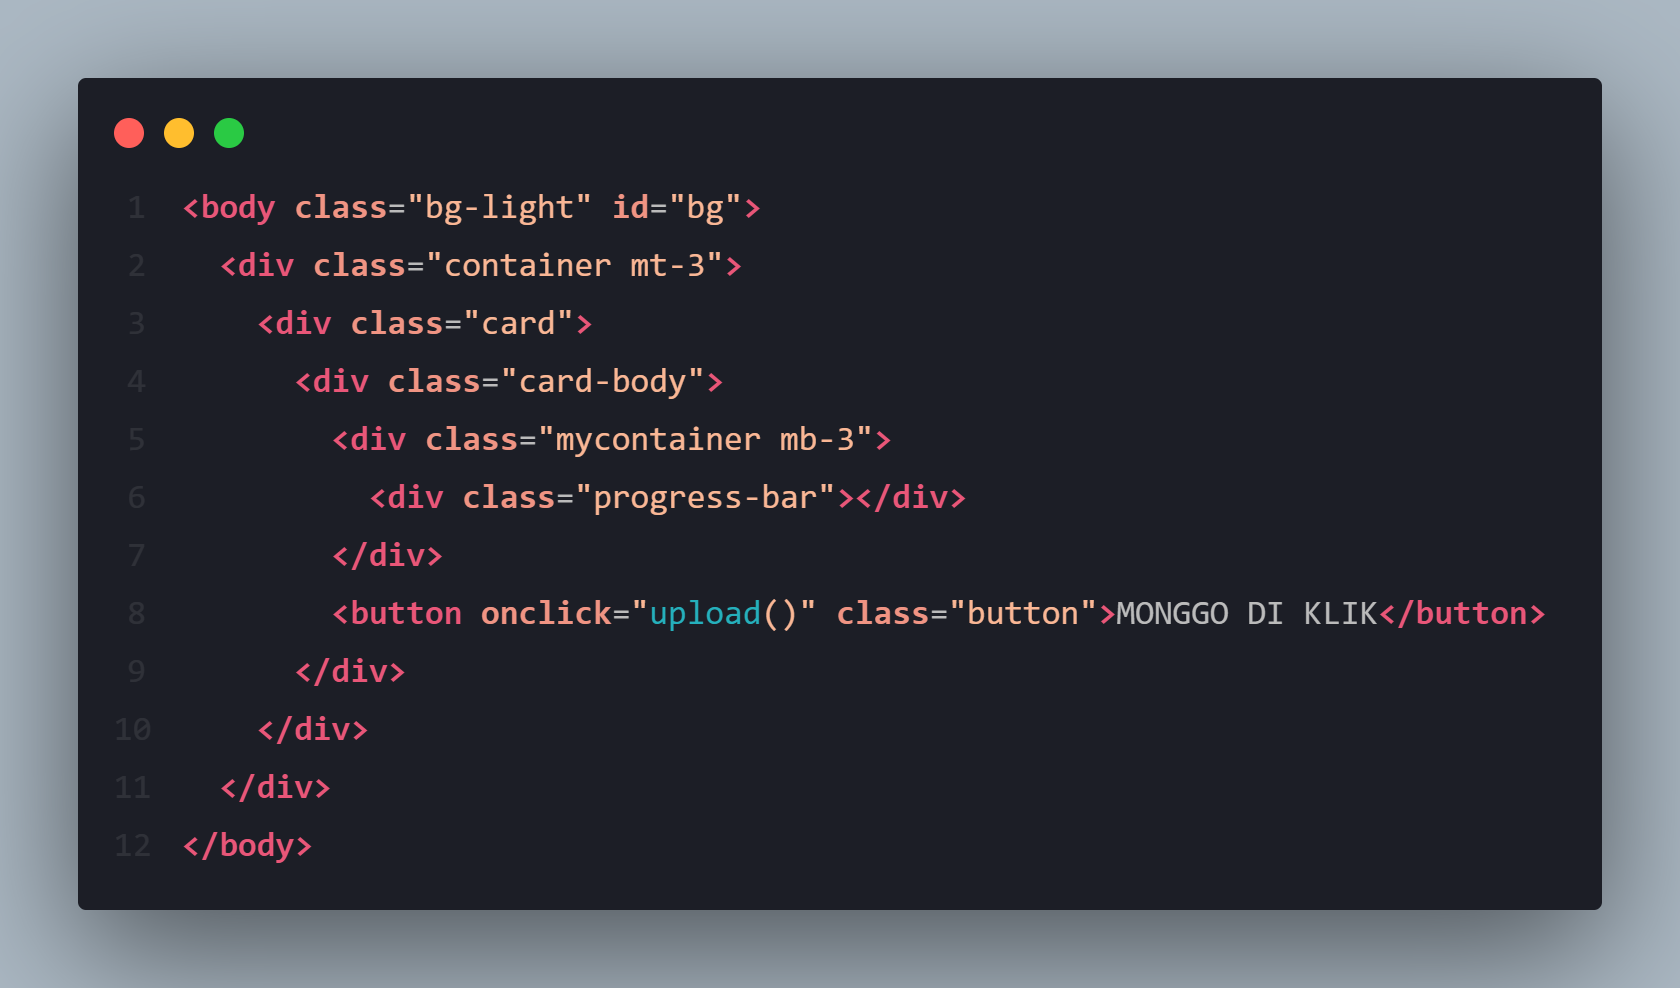 1 <body class="bg-light" id="bg">
2 <div class="container mt-3">
3 <div class="card">
4 <div class="card-body">
5 <div class="mycontainer mb-3">
6 <div class="progress-bar"></div>
7 </div>
8 <button onclick="upload()" class="button">MONGGO DI KLIK</button>
9 </div>
10 </div>
11 </div>
12 </body>